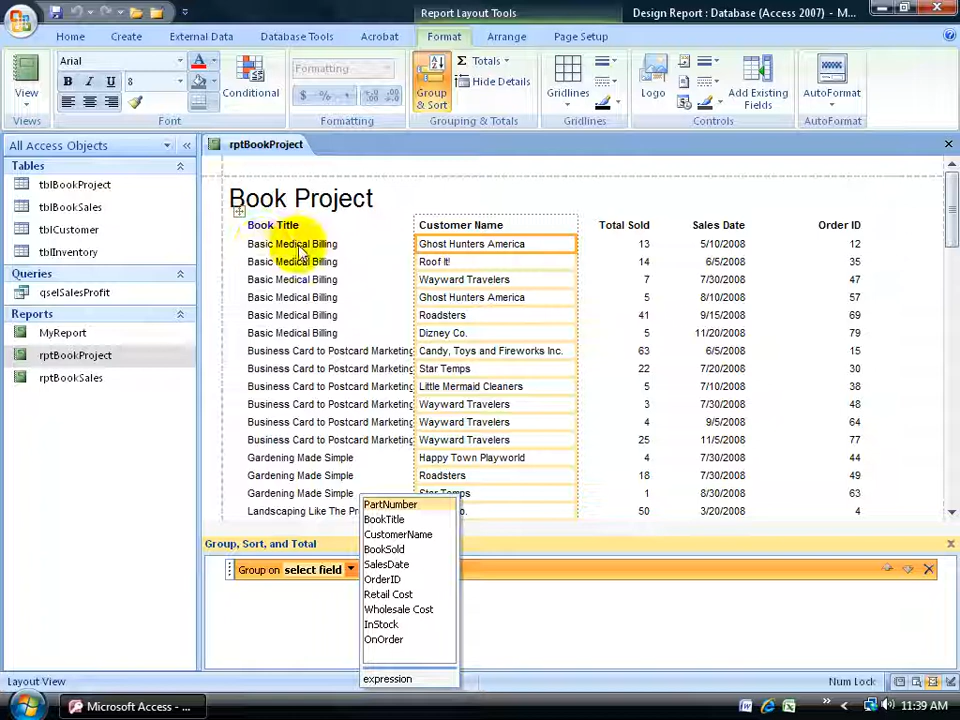 Report Layout Tools
Design Report : Database (Access 2007) - M...
Home Create External Data Database Tools Acrobat Format Arrange Page Setup
View
Views
Arial
B I U 8
Conditional
Font
Formatting
$ %
Formatting
Group & Sort
Totals
Hide Details
Grouping & Totals
Gridlines
Gridlines
Logo
Add Existing Fields
Controls
AutoFormat
AutoFormat
All Access Objects
Tables
tblBookProject
tblBookSales
tblCustomer
tblInventory
Queries
qselSalesProfit
Reports
MyReport
rptBookProject
rptBookSales
rptBookProject
Book Project
Book Title Customer Name Total Sold Sales Date Order ID
Basic Medical Billing Ghost Hunters America 13 5/10/2008 12
Basic Medical Billing Roof It! 14 6/5/2008 35
Basic Medical Billing Wayward Travelers 7 7/30/2008 47
Basic Medical Billing Ghost Hunters America 5 8/10/2008 57
Basic Medical Billing Roadsters 41 9/15/2008 69
Basic Medical Billing Dizney Co. 5 11/20/2008 79
Business Card to Postcard Marketing Candy, Toys and Fireworks Inc. 63 6/5/2008 15
Business Card to Postcard Marketing Star Temps 22 7/20/2008 30
Business Card to Postcard Marketing Little Mermaid Cleaners 5 7/10/2008 38
Business Card to Postcard Marketing Wayward Travelers 3 7/30/2008 48
Business Card to Postcard Marketing Wayward Travelers 4 9/5/2008 64
Business Card to Postcard Marketing Wayward Travelers 25 11/5/2008 77
Gardening Made Simple Happy Town Playworld 4 7/30/2008 44
Gardening Made Simple Roadsters 18 7/30/2008 49
Gardening Made Simple Star Temps 1 8/30/2008 63
Landscaping Like The Pr 50 3/20/2008 4
Group, Sort, and Total
Group on select field
PartNumber
BookTitle
CustomerName
BookSold
SalesDate
OrderID
Retail Cost
Wholesale Cost
InStock
OnOrder
expression
Layout View
Num Lock
Microsoft Access - ...
11:39 AM